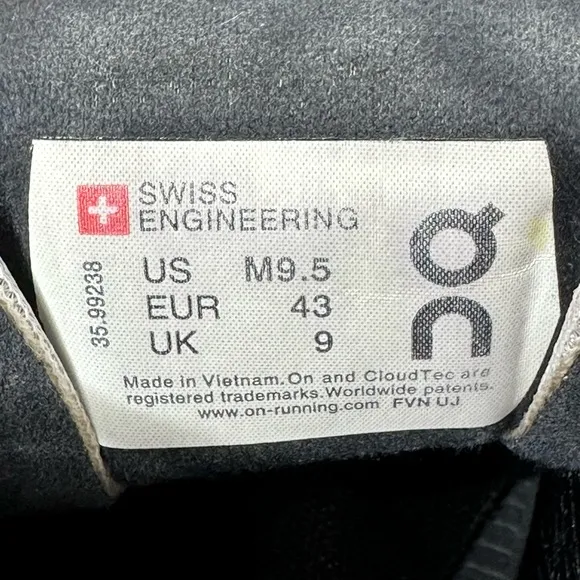 SWISS
ENGINEERING
US M9.5
EUR 43
UK 9
35.99238
On
Made in Vietnam. On and CloudTec are
registered trademarks. Worldwide patents.
www.on-running.com FVN UJ